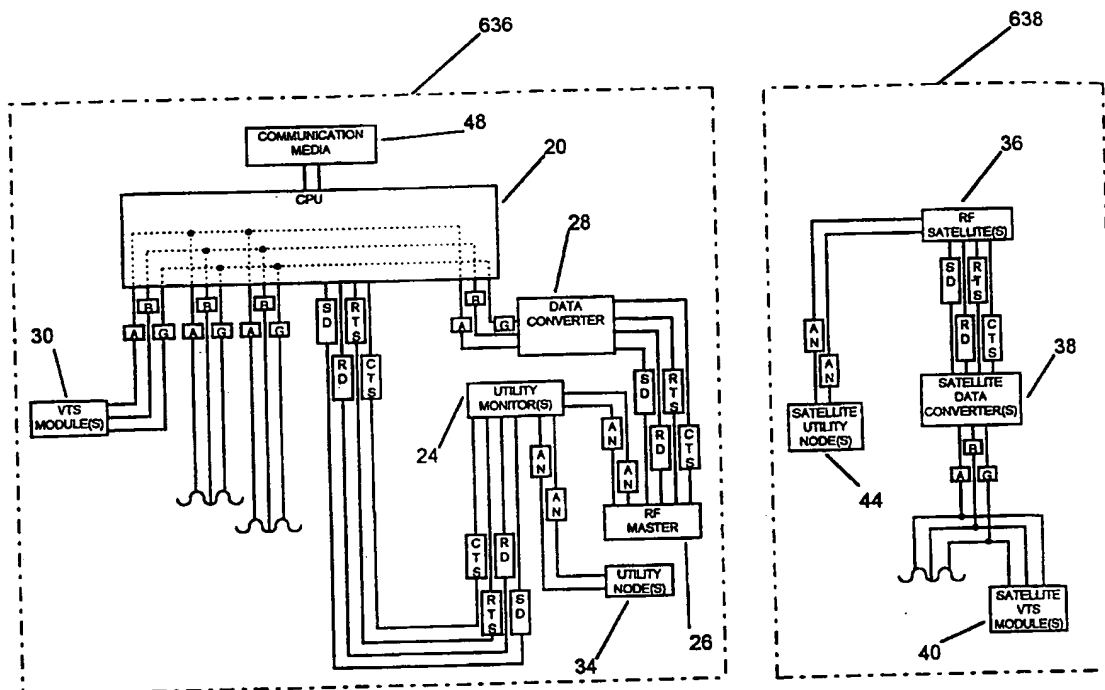 636
638
COMMUNICATION
MEDIA
48
20
CPU
36
28
RF
SATELLITE(S)
B
B
B
B
A
G
A
G
A
G
A
G
DATA
CONVERTER
SD
RD
RTS
CTS
30
VTS
MODULE(S)
UTILITY
MONITOR(S)
24
AN
AN
AN
AN
SD
RD
RTS
CTS
RF
MASTER
CTS
RTS
RD
SD
UTILITY
NODE(S)
34
26
AN
AN
SD
RD
RTS
CTS
38
SATELLITE
DATA
CONVERTER(S)
SATELLITE
UTILITY
NODE(S)
44
B
A
G
SATELLITE
VTS
MODULE(S)
40